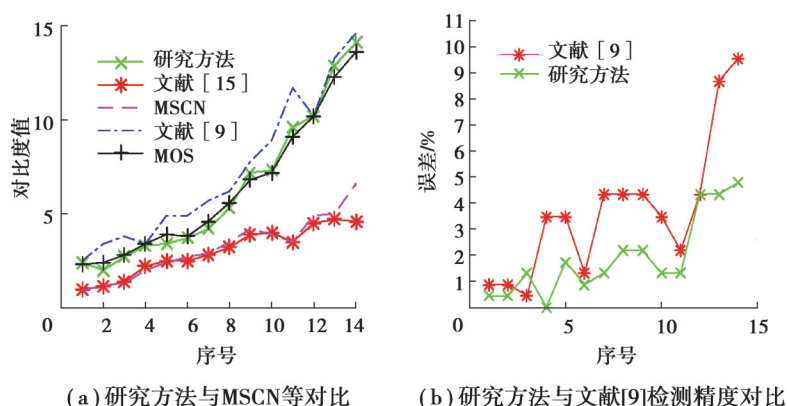 15
10
5
0
2
4
6
8
10
12
14
对比度值
序号
研究方法
文献［15］
MSCN
文献［9］
MOS
(a)研究方法与MSCN等对比
11
10
9
8
7
6
5
4
3
2
1
0
5
10
15
误差/%
序号
文献［9］
研究方法
(b)研究方法与文献[9]检测精度对比